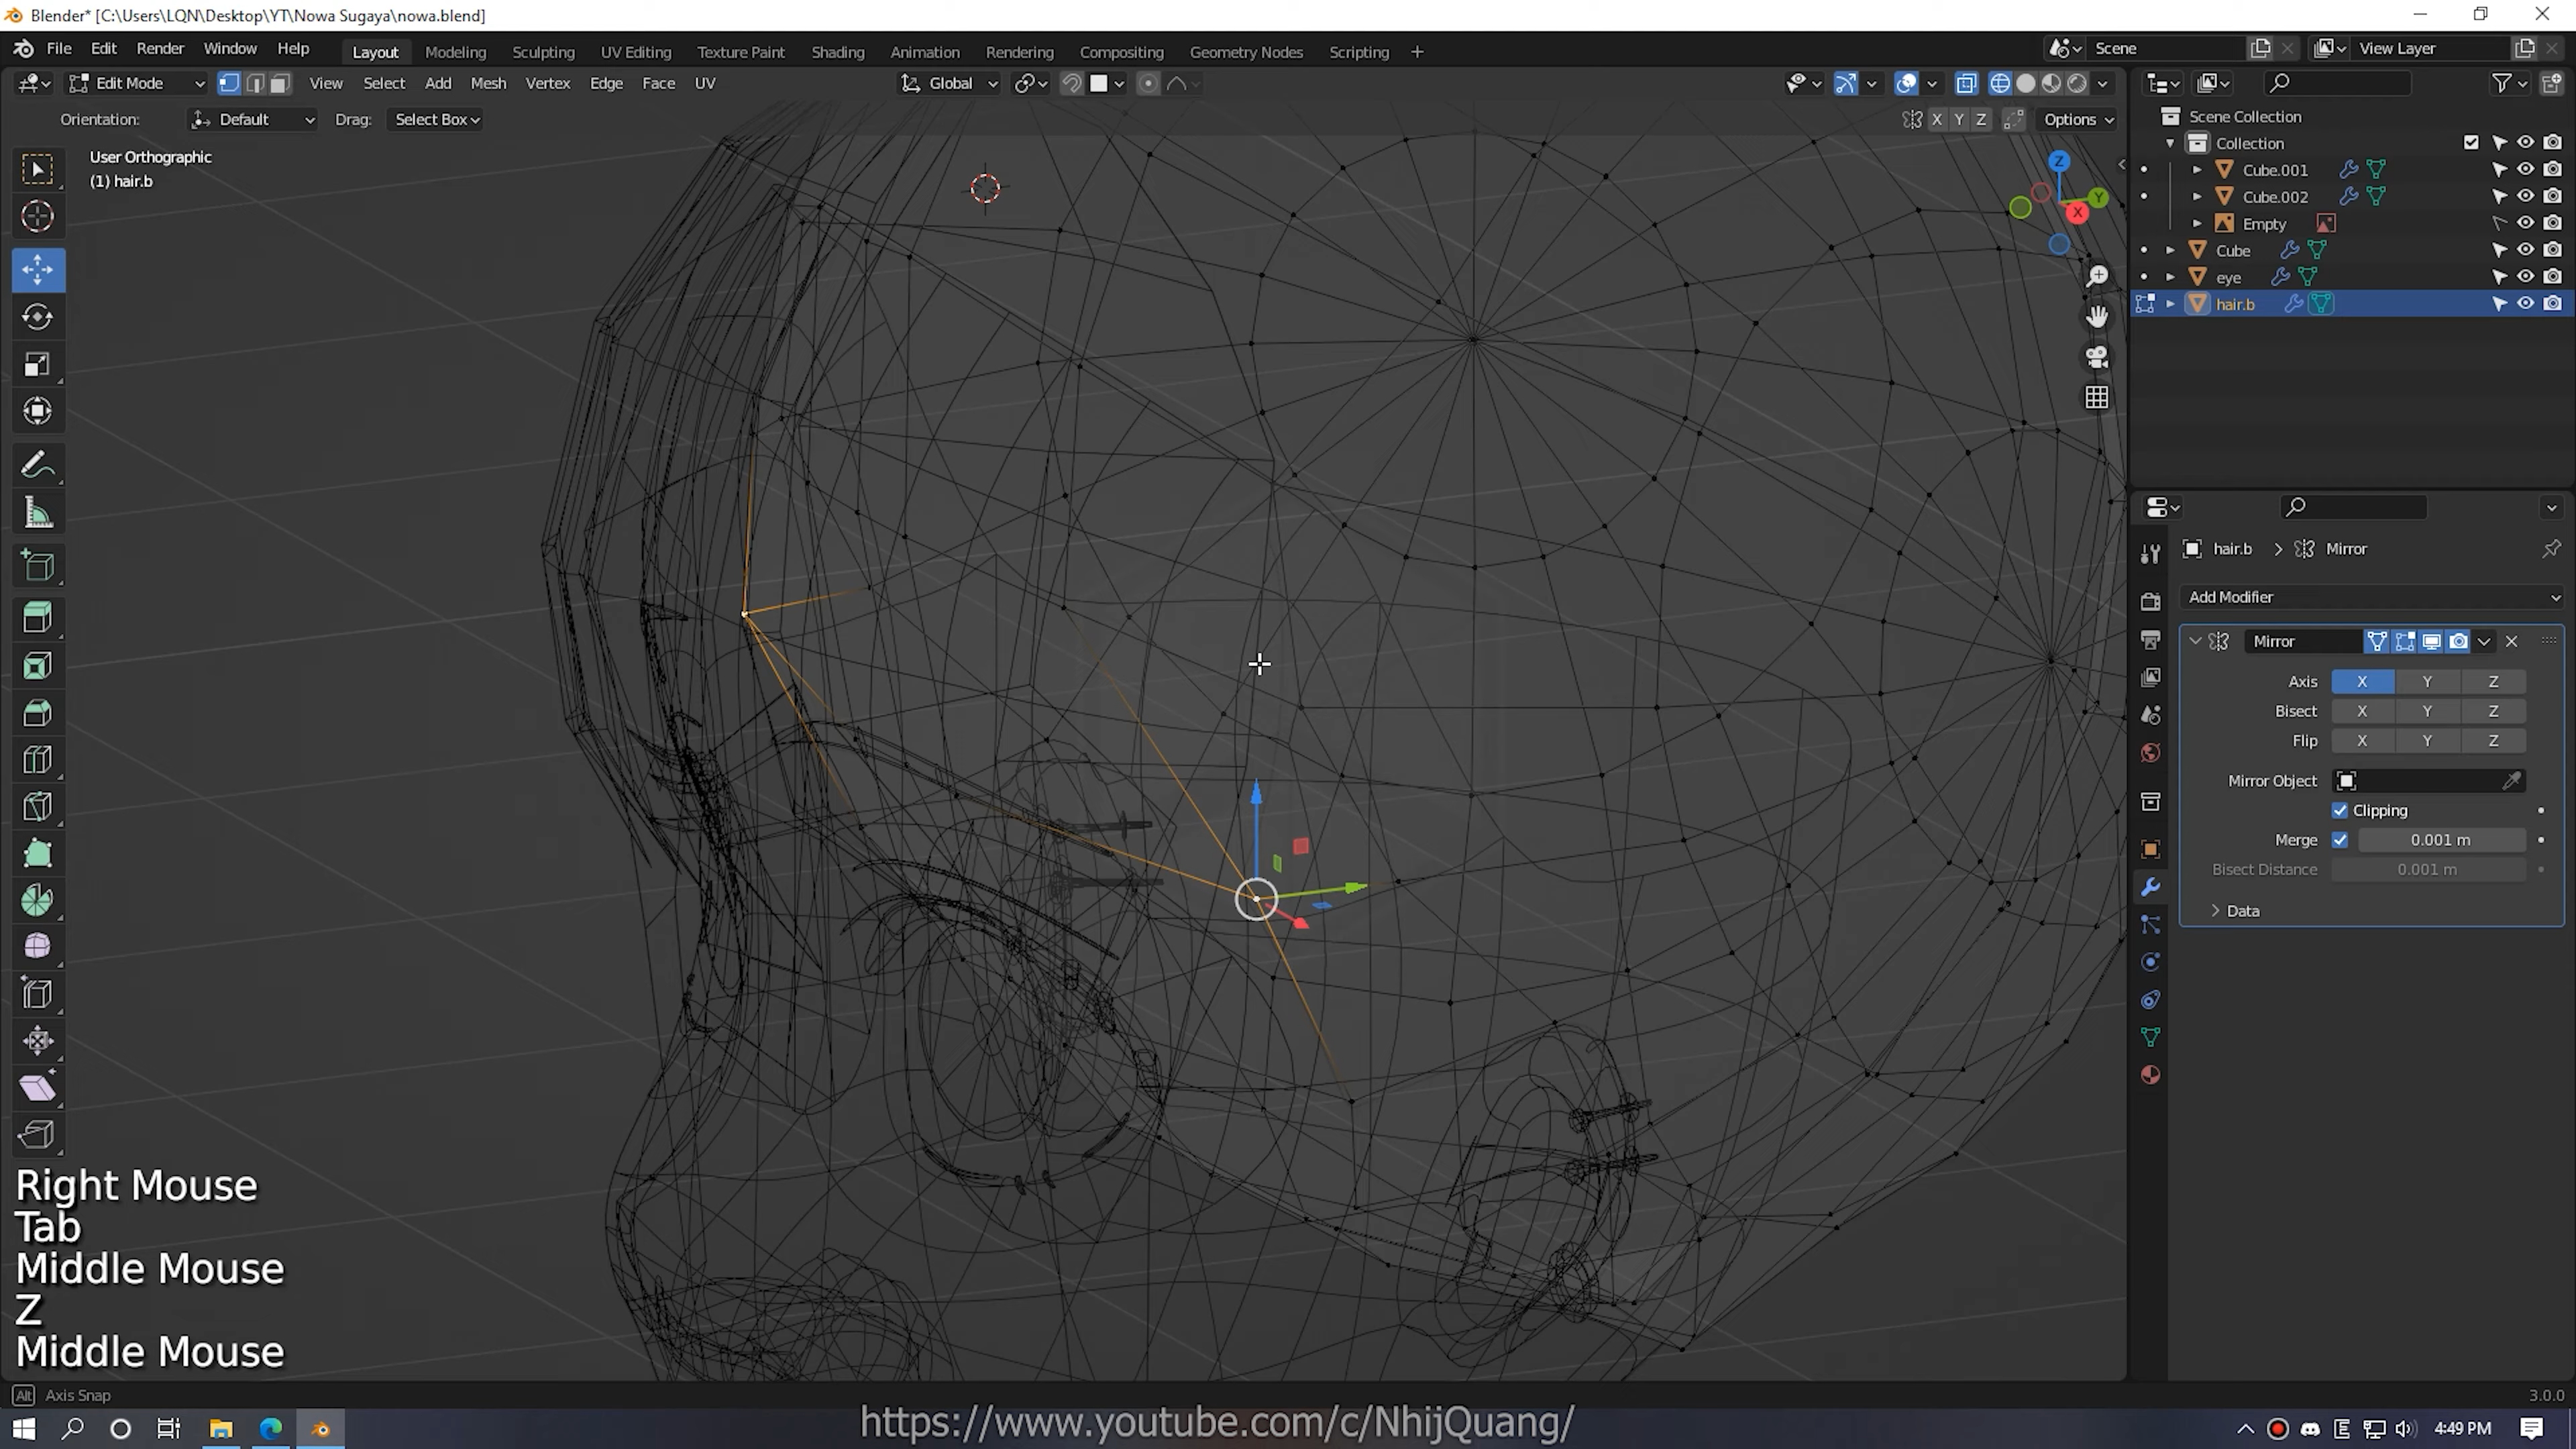 Blender* [C:\Users\LQN\Desktop\YT\Nowa Sugaya\nowa.blend]
File Edit Render Window Help Layout Modeling Sculpting UV Editing Texture Paint Shading Animation Rendering Compositing Geometry Nodes Scripting + Scene View Layer
Edit Mode View Select Add Mesh Vertex Edge Face UV Global
Orientation: Default Drag: Select Box X Y Z Options
User Orthographic
(1) hair.b
Z
Y
X
Scene Collection
Collection
Cube.001
Cube.002
Empty
Cube
eye
hair.b
hair.b > Mirror
Add Modifier
Mirror
Axis X Y Z
Bisect X Y Z
Flip X Y Z
Mirror Object
Clipping
Merge 0.001 m
Bisect Distance 0.001 m
Data
Right Mouse
Tab
Middle Mouse
Z
Middle Mouse
Alt Axis Snap
3.0.0
https://www.youtube.com/c/NhijQuang/
E
4:49 PM